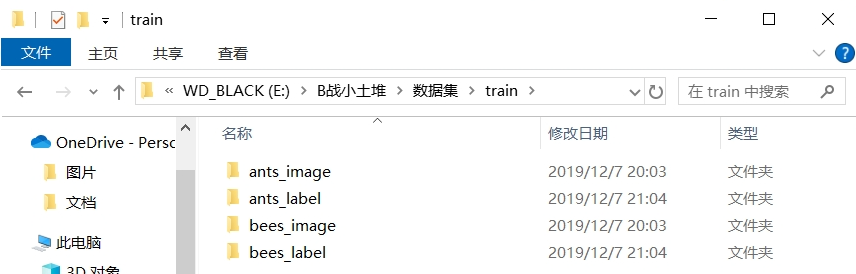 train
文件 主页 共享 查看
« WD_BLACK (E:) > B战小土堆 > 数据集 > train > 在 train 中搜索
名称 修改日期 类型
OneDrive - Persc
图片
文档
此电脑
3D 对象
ants_image 2019/12/7 20:03 文件夹
ants_label 2019/12/7 21:04 文件夹
bees_image 2019/12/7 20:03 文件夹
bees_label 2019/12/7 21:04 文件夹